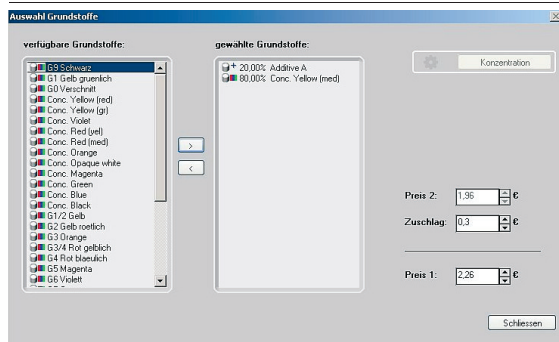 Auswahl Grundstoffe
verfügbare Grundstoffe:
G9 Schwarz
G1 Gelb gruenlich
G0 Verschnitt
Conc. Yellow (red)
Conc. Yellow (gr)
Conc. Violet
Conc. Red (yel)
Conc. Red (med)
Conc. Orange
Conc. Opaque white
Conc. Magenta
Conc. Green
Conc. Blue
Conc. Black
G1/2 Gelb
G2 Gelb roetlich
G3 Orange
G3/4 Rot gelblich
G4 Rot blaeulich
G5 Magenta
G6 Violett
>
<
gewählte Grundstoffe:
20,00% Additive A
80,00% Conc. Yellow (med)
Konzentration
Preis 2: 1,96 €
Zuschlag: 0,3 €
Preis 1: 2,26 €
Schliessen